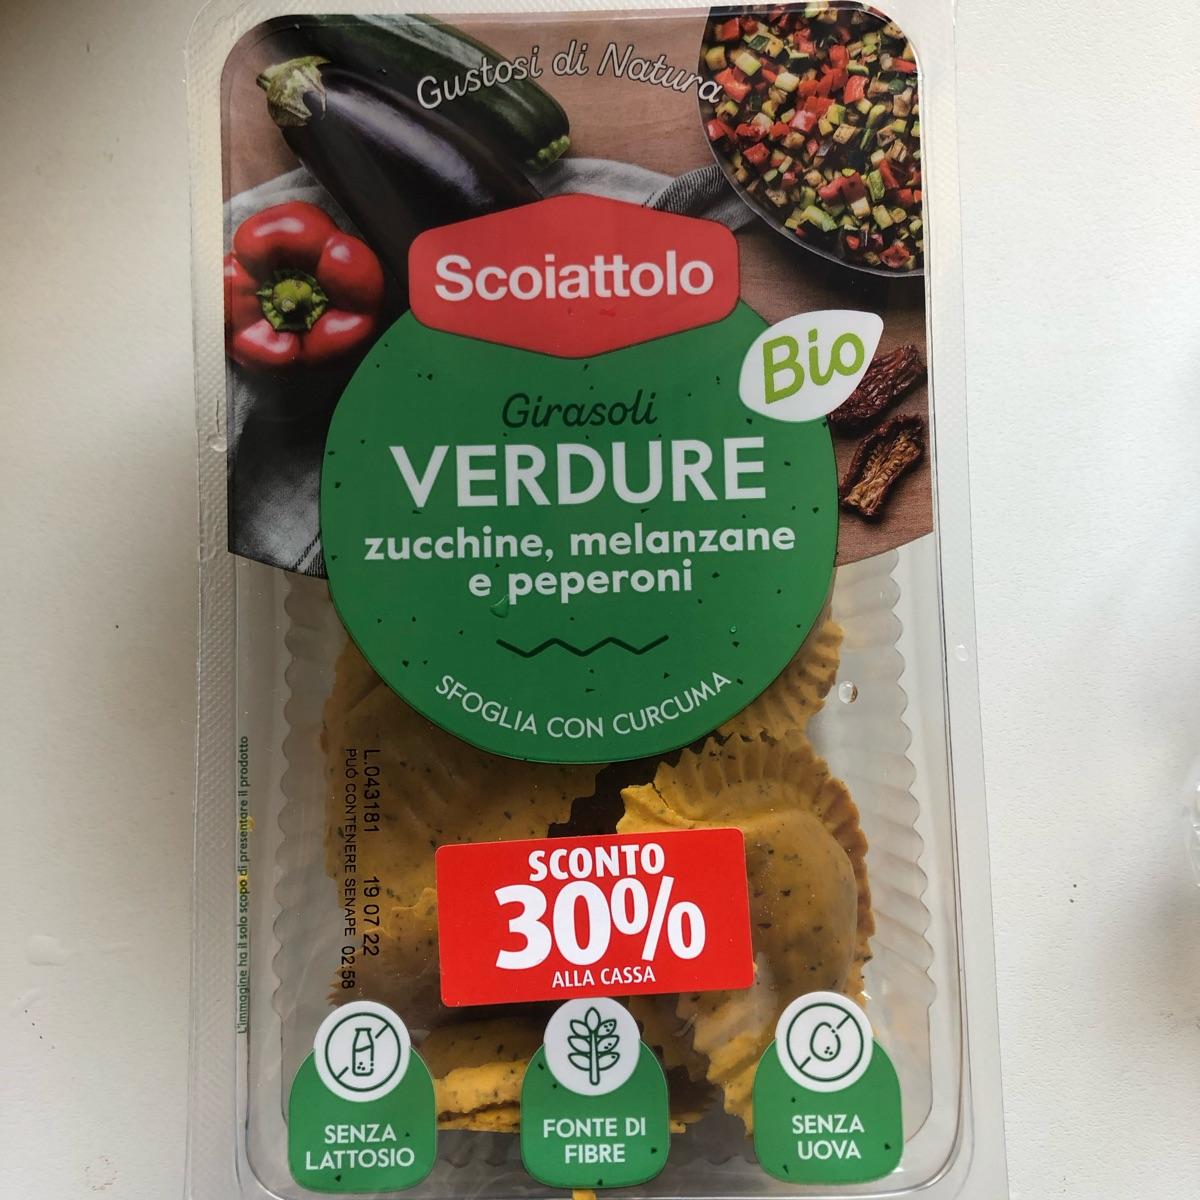 Gustosi di Natura
Scoiattolo
Bio
Girasoli
VERDURE
zucchine, melanzane
e peperoni
SFOGLIA CON CURCUMA
L'immagine ha il solo scopo di presentare il prodotto
L.043181 19 07 22
PUÒ CONTENERE SENAPE 02:58
SCONTO
30%
ALLA CASSA
SENZA
LATTOSIO
FONTE DI
FIBRE
SENZA
UOVA